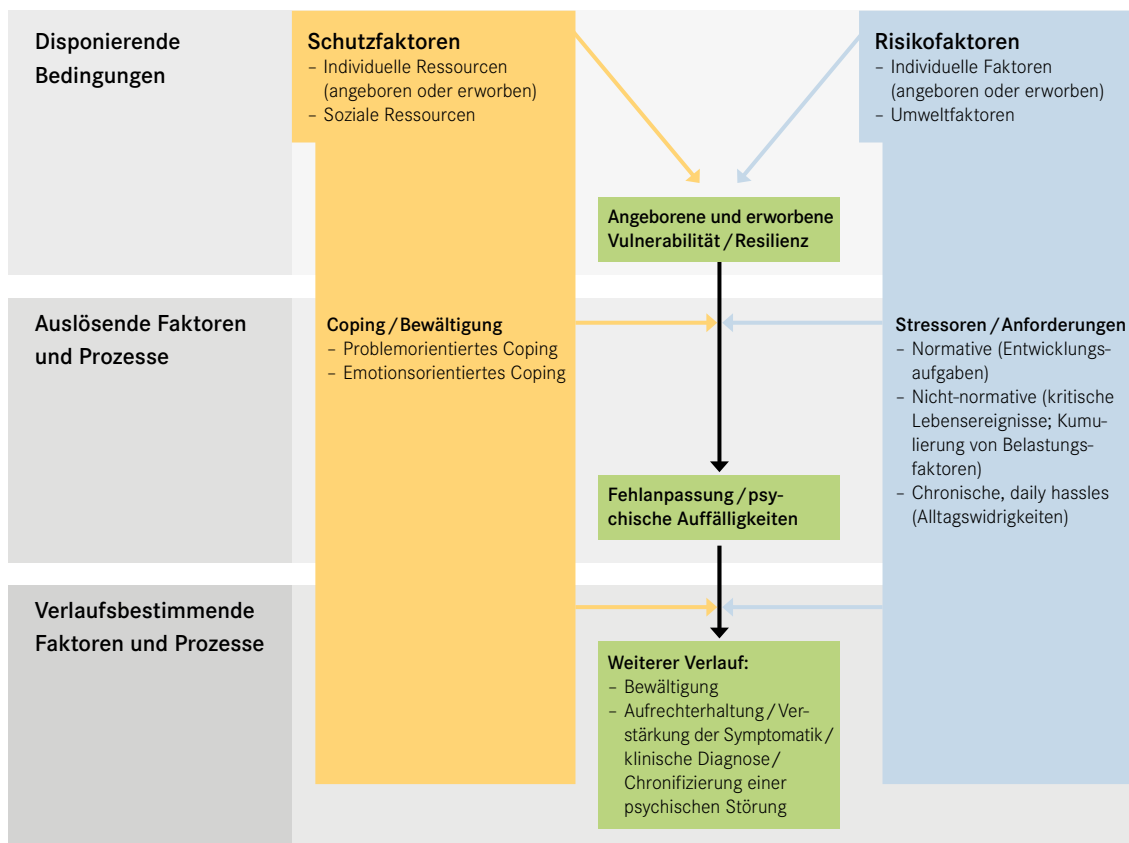 Disponierende
Bedingungen
Schutzfaktoren
– Individuelle Ressourcen
(angeboren oder erworben)
– Soziale Ressourcen
Risikofaktoren
– Individuelle Faktoren
(angeboren oder erworben)
– Umweltfaktoren
Angeborene und erworbene
Vulnerabilität / Resilienz
Auslösende Faktoren
und Prozesse
Coping / Bewältigung
– Problemorientiertes Coping
– Emotionsorientiertes Coping
Stressoren / Anforderungen
– Normative (Entwicklungs-
aufgaben)
– Nicht-normative (kritische
Lebensereignisse; Kumu-
lierung von Belastungs-
faktoren)
– Chronische, daily hassles
(Alltagswidrigkeiten)
Fehlanpassung / psy-
chische Auffälligkeiten
Verlaufsbestimmende
Faktoren und Prozesse
Weiterer Verlauf:
– Bewältigung
– Aufrechterhaltung / Ver-
stärkung der Symptomatik /
klinische Diagnose /
Chronifizierung einer
psychischen Störung